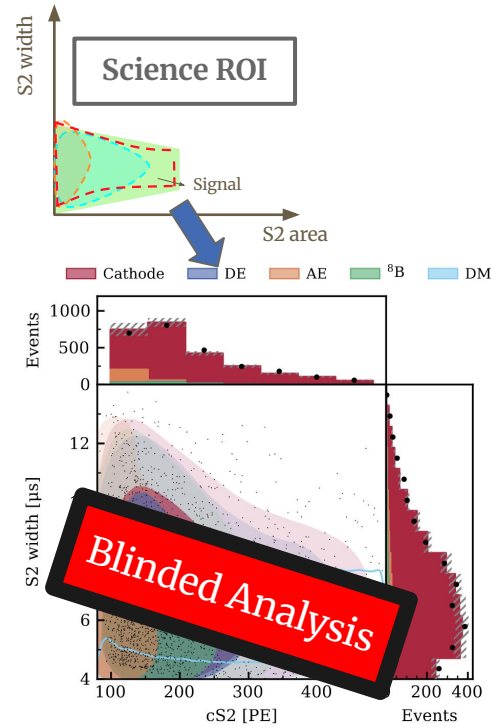 S2 width
Science ROI
Signal
S2 area
Cathode DE AE ⁸B DM
Events
1000
500
0
S2 width [µs]
12
6
4
Blinded Analysis
100 200 300 400
200 400
cS2 [PE]
Events